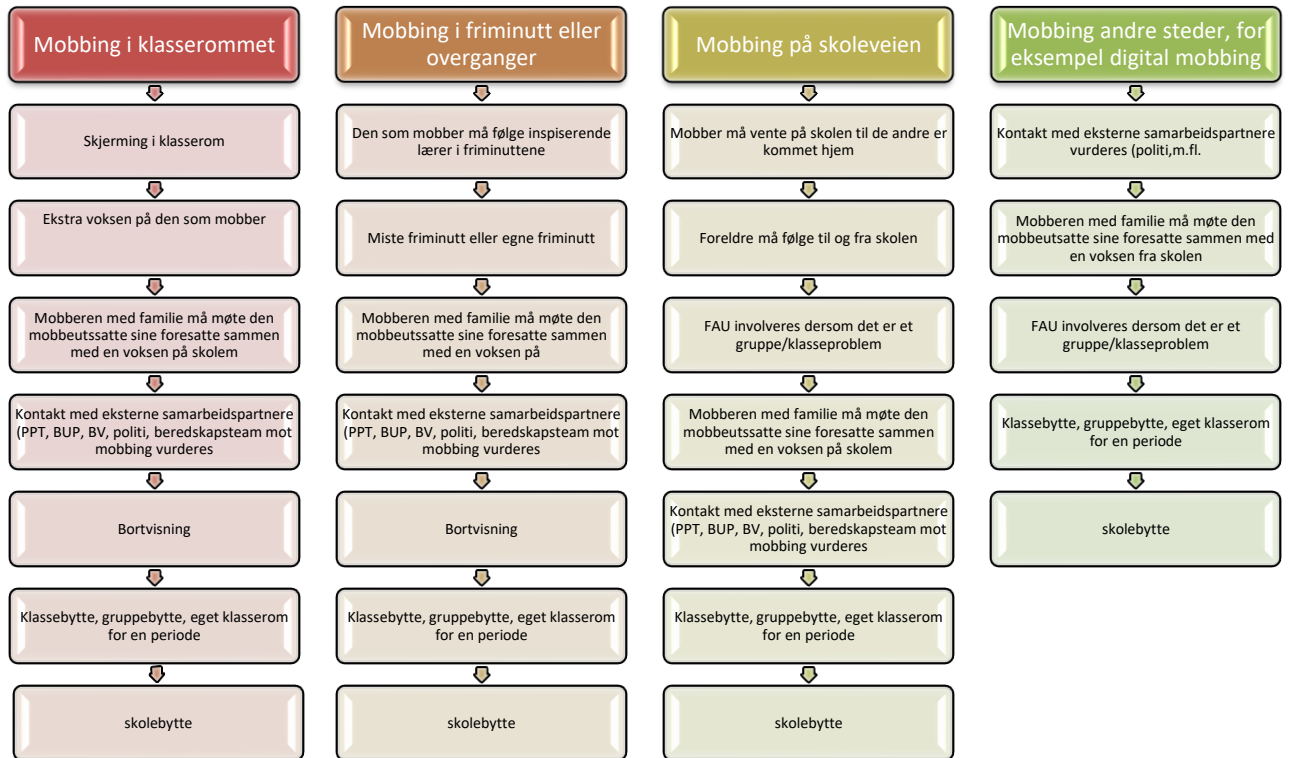 Mobbing i klasserommet
Skjerming i klasserom
Ekstra voksen på den som mobber
Mobberen med familie må møte den
mobbeutssatte sine foresatte sammen
med en voksen på skolem
Kontakt med eksterne samarbeidspartnere
(PPT, BUP, BV, politi, beredskapsteam mot
mobbing vurderes
Bortvisning
Klassebytte, gruppebytte, eget klasserom
for en periode
skolebytte
Mobbing i friminutt eller
overganger
Den som mobber må følge inspiserende
lærer i friminuttene
Miste friminutt eller egne friminutt
Mobberen med familie må møte den
mobbeutssatte sine foresatte sammen
med en voksen på
Kontakt med eksterne samarbeidspartnere
(PPT, BUP, BV, politi, beredskapsteam mot
mobbing vurderes
Bortvisning
Klassebytte, gruppebytte, eget klasserom
for en periode
skolebytte
Mobbing på skoleveien
Mobber må vente på skolen til de andre er
kommet hjem
Foreldre må følge til og fra skolen
FAU involveres dersom det er et
gruppe/klasseproblem
Mobberen med familie må møte den
mobbeutssatte sine foresatte sammen
med en voksen på skolem
Kontakt med eksterne samarbeidspartnere
(PPT, BUP, BV, politi, beredskapsteam mot
mobbing vurderes
Klassebytte, gruppebytte, eget klasserom
for en periode
skolebytte
Mobbing andre steder, for
eksempel digital mobbing
Kontakt med eksterne samarbeidspartnere
vurderes (politi,m.fl.
Mobberen med familie må møte den
mobbeutsatte sine foresatte sammen med
en voksen fra skolen
FAU involveres dersom det er et
gruppe/klasseproblem
Klassebytte, gruppebytte, eget klasserom
for en periode
skolebytte